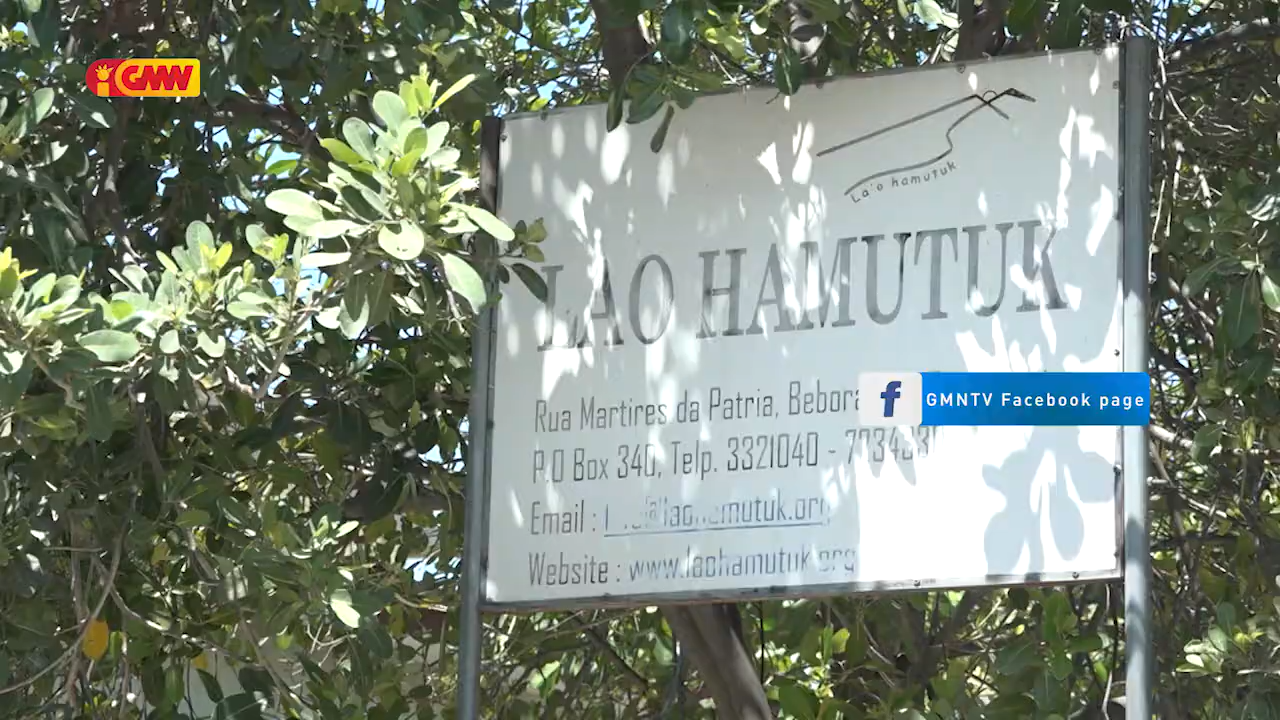 GMN
La'o hamutuk
LAO HAMUTUK
Rua Martires da Patria,
GMNTV Facebook page
P.O Box 340, Telp. 3321040 -
Email :
Website : www.laohamutuk.org